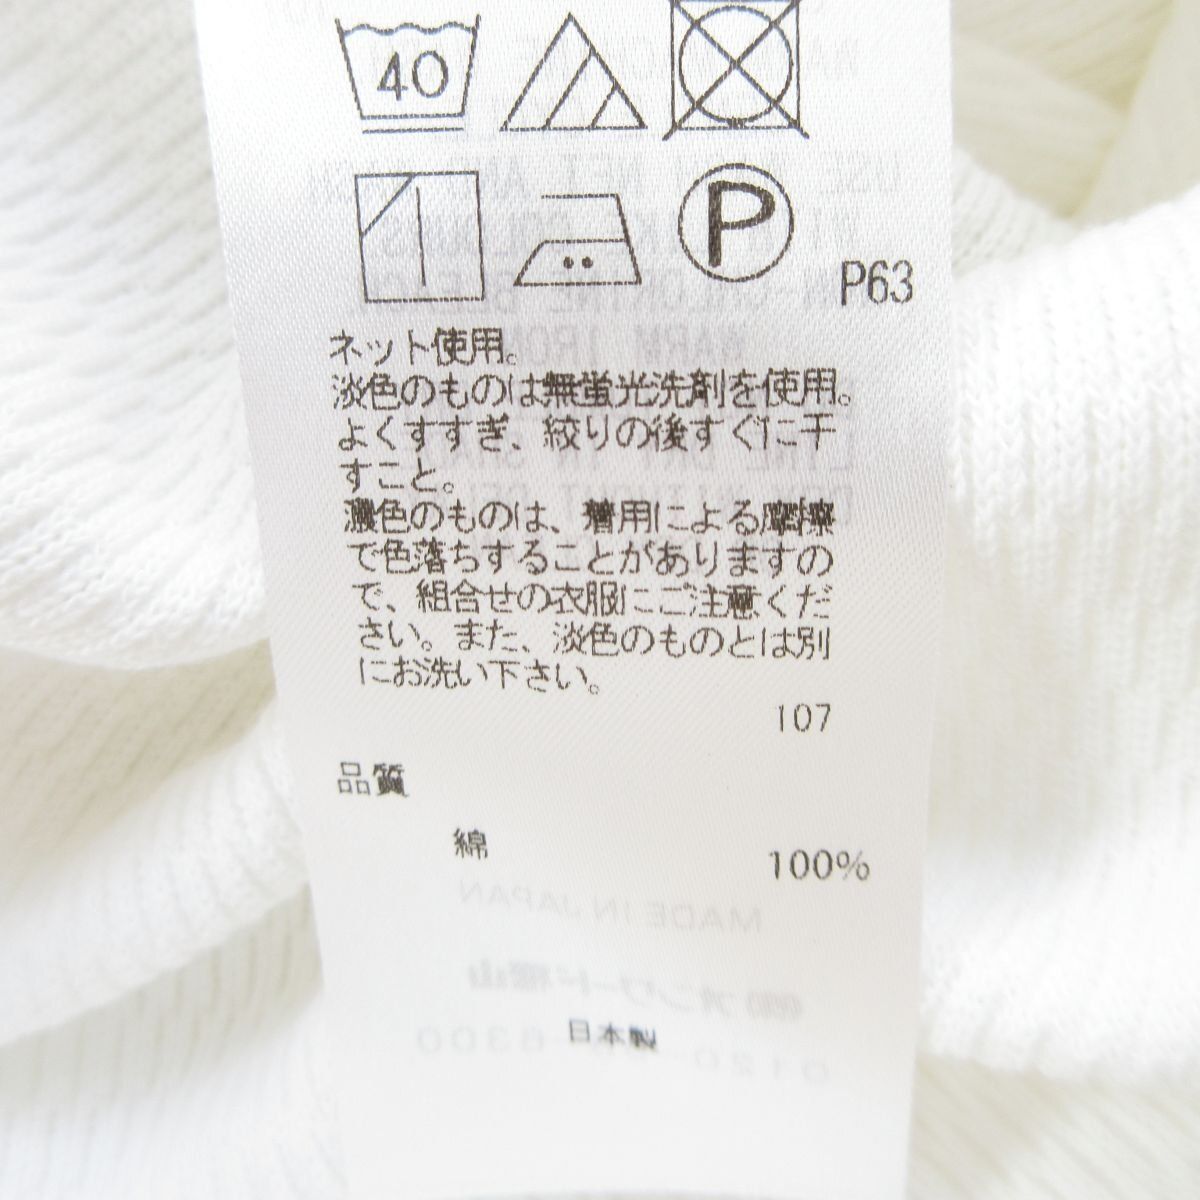 40
P
P63
ネット使用。
淡色のものは無蛍光洗剤を使用。
よくすすぎ、絞りの後すぐに干
すこと。
濃色のものは、着用による摩擦
で色落ちすることがありますの
で、組合せの衣服にご注意くだ
さい。また、淡色のものとは別
にお洗い下さい。
107
品質
綿 100%
MADE IN JAPAN
日本製